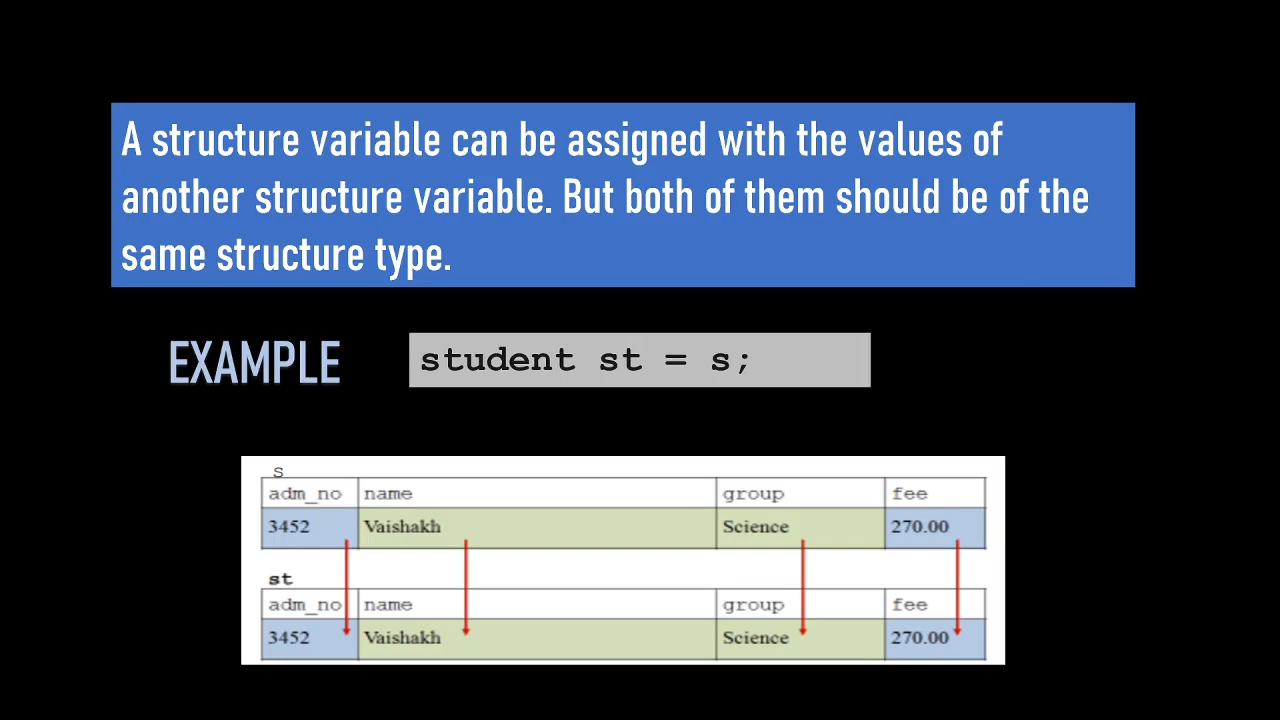 A structure variable can be assigned with the values of
another structure variable. But both of them should be of the
same structure type.
EXAMPLE
student st = s;
s
adm_no name group fee
3452 Vaishakh Science 270.00
st
adm_no name group fee
3452 Vaishakh Science 270.00